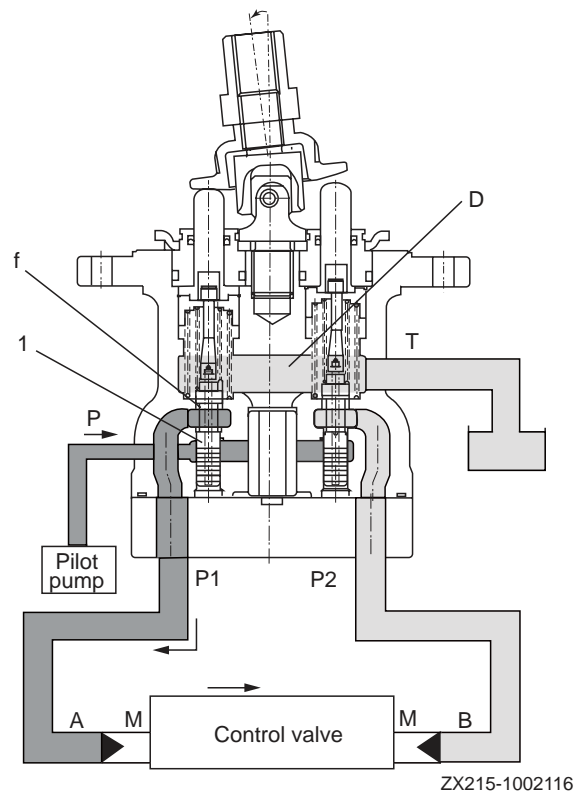 D
f
T
1
P
Pilot
pump
P1
P2
A
M
Control valve
M
B
ZX215-1002116